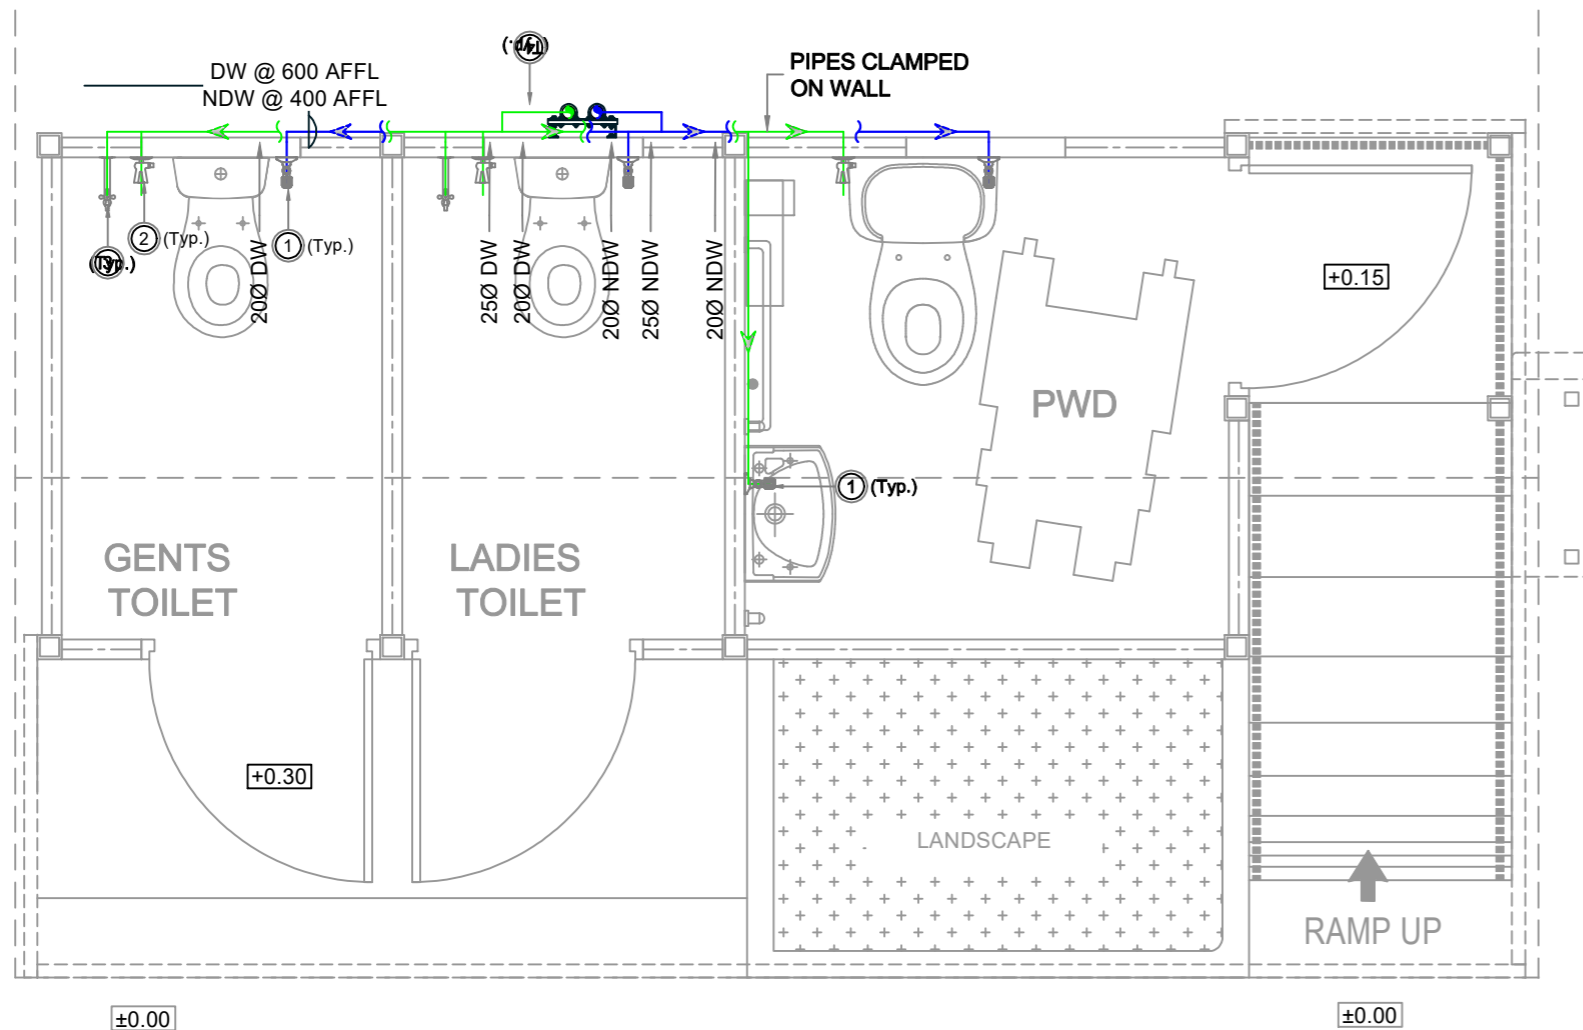 (Typ.)
PIPES CLAMPED
ON WALL
DW @ 600 AFFL
NDW @ 400 AFFL
2 (Typ.)
1 (Typ.)
(Typ.)
20Ø DW
25Ø DW
20Ø DW
20Ø NDW
25Ø NDW
20Ø NDW
+0.15
PWD
1 (Typ.)
GENTS
TOILET
LADIES
TOILET
+0.30
LANDSCAPE
RAMP UP
±0.00
±0.00